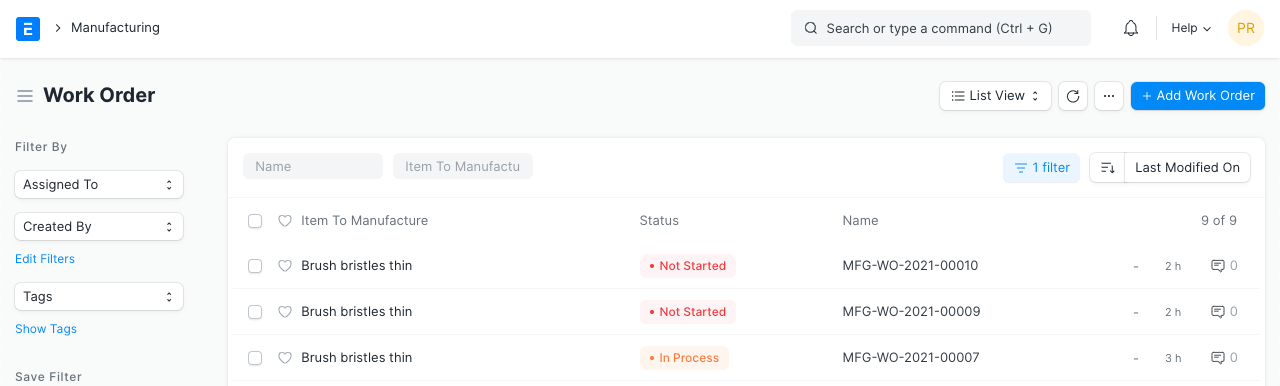 E Manufacturing Search or type a command (Ctrl + G) Help PR
Work Order List View ... + Add Work Order
Filter By
Assigned To
Created By
Edit Filters
Tags
Show Tags
Save Filter
Name Item To Manufactu 1 filter Last Modified On
Item To Manufacture Status Name 9 of 9
Brush bristles thin • Not Started MFG-WO-2021-00010 - 2 h 0
Brush bristles thin • Not Started MFG-WO-2021-00009 - 2 h 0
Brush bristles thin • In Process MFG-WO-2021-00007 - 3 h 0